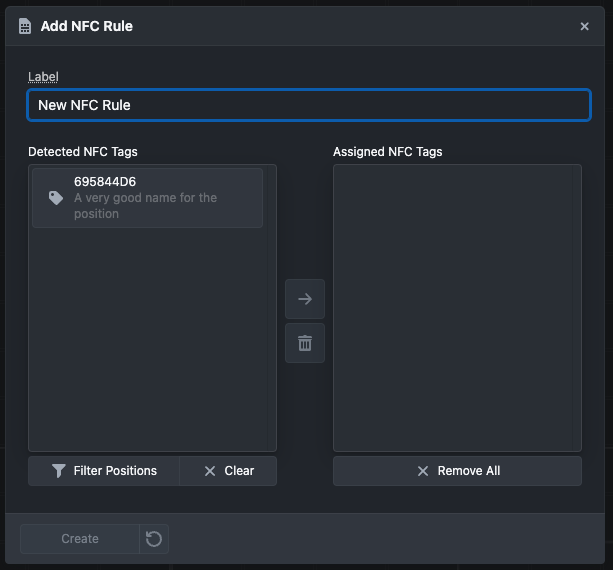 Add NFC Rule
Label
New NFC Rule
Detected NFC Tags
Assigned NFC Tags
695844D6
A very good name for the
position
Filter Positions
Clear
Remove All
Create